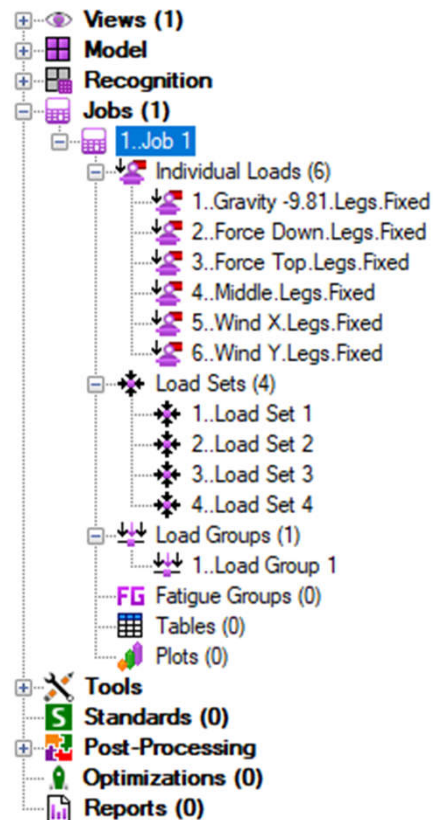 Views (1)
Model
Recognition
Jobs (1)
1..Job 1
Individual Loads (6)
1..Gravity -9.81.Legs.Fixed
2..Force Down.Legs.Fixed
3..Force Top.Legs.Fixed
4..Middle.Legs.Fixed
5..Wind X.Legs.Fixed
6..Wind Y.Legs.Fixed
Load Sets (4)
1..Load Set 1
2..Load Set 2
3..Load Set 3
4..Load Set 4
Load Groups (1)
1..Load Group 1
FG Fatigue Groups (0)
Tables (0)
Plots (0)
Tools
S Standards (0)
Post-Processing
Optimizations (0)
Reports (0)